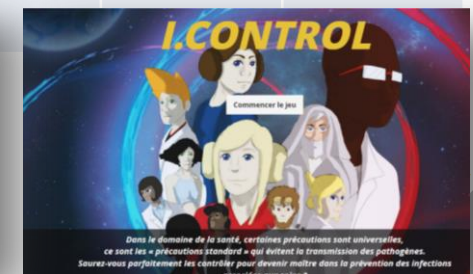 I.CONTROL
Commencer le jeu
Dans le domaine de la santé, certaines précautions sont universelles,
ce sont les « précautions standard » qui évitent la transmission des pathogènes.
Saurez-vous parfaitement les contrôler pour devenir maître dans la prévention des infections